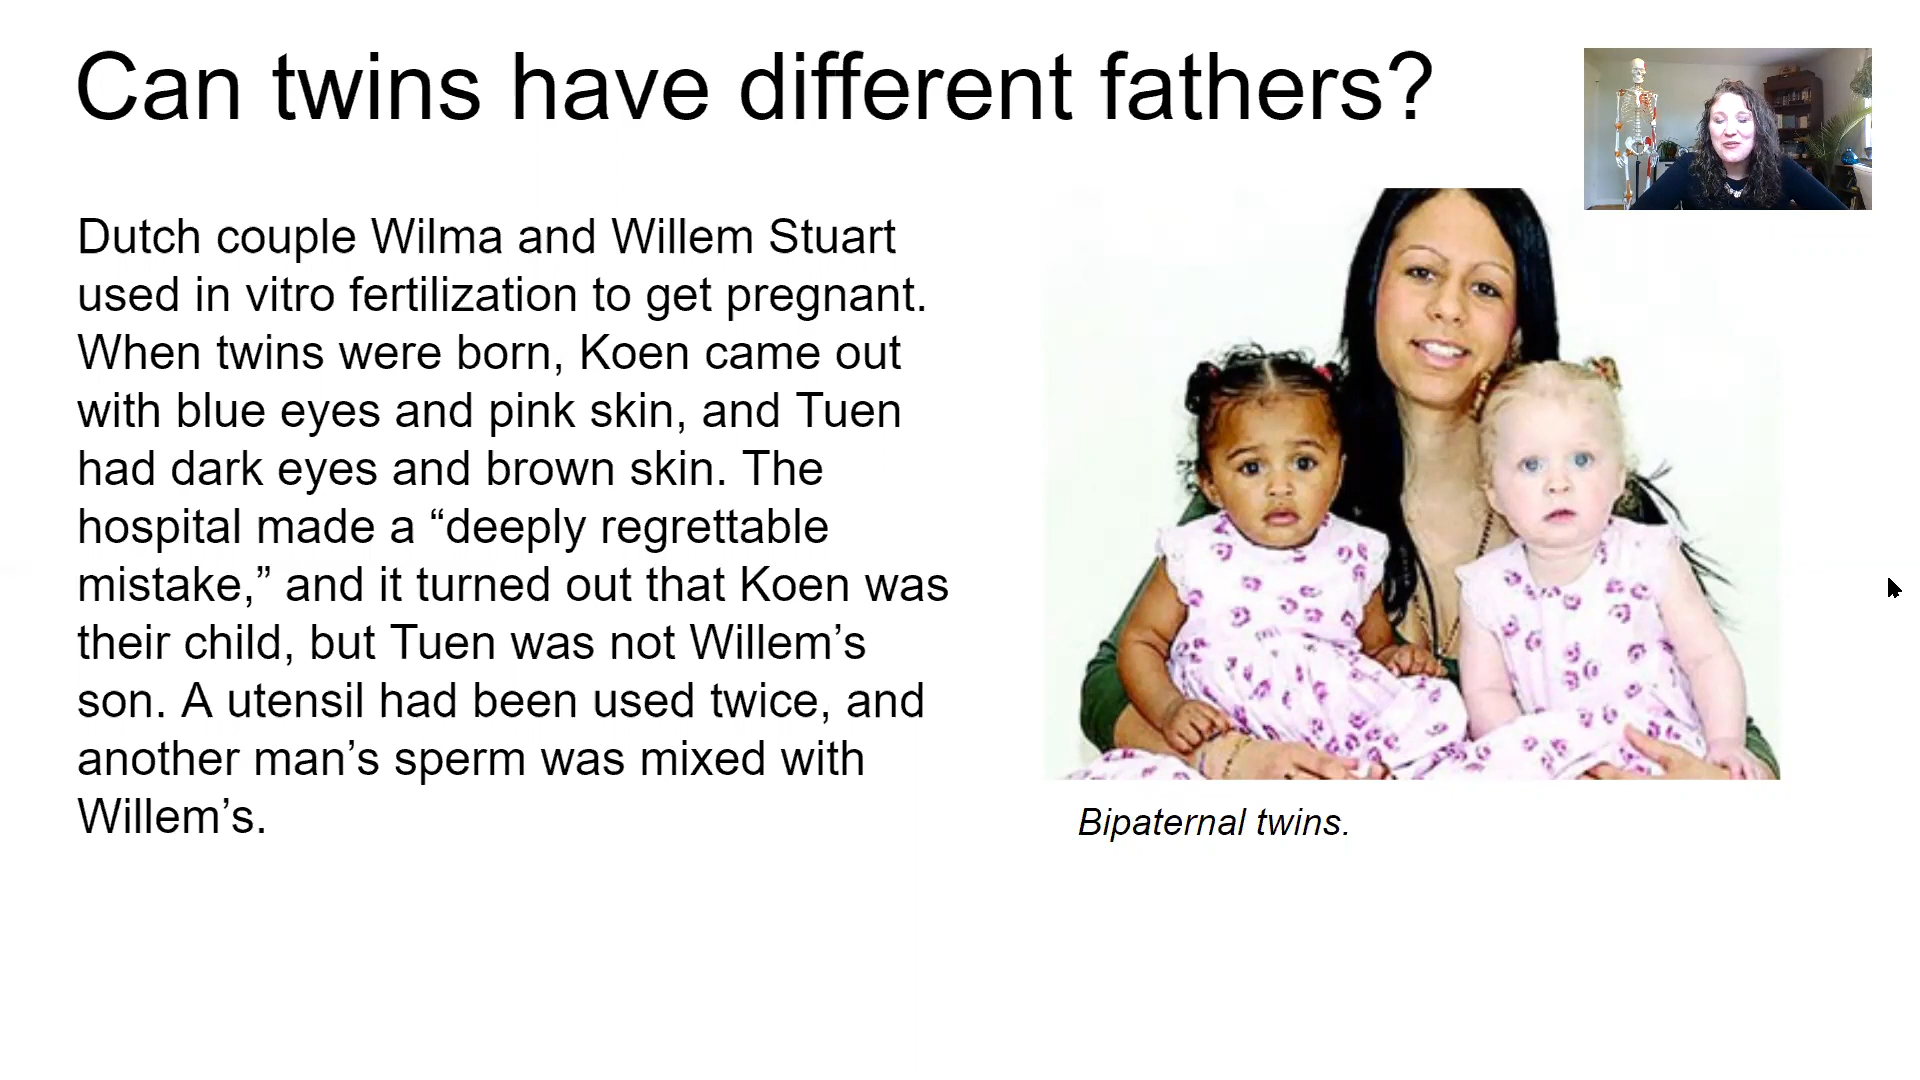 Can twins have different fathers?
Dutch couple Wilma and Willem Stuart
used in vitro fertilization to get pregnant.
When twins were born, Koen came out
with blue eyes and pink skin, and Tuen
had dark eyes and brown skin. The
hospital made a “deeply regrettable
mistake,” and it turned out that Koen was
their child, but Tuen was not Willem’s
son. A utensil had been used twice, and
another man’s sperm was mixed with
Willem’s.
Bipaternal twins.